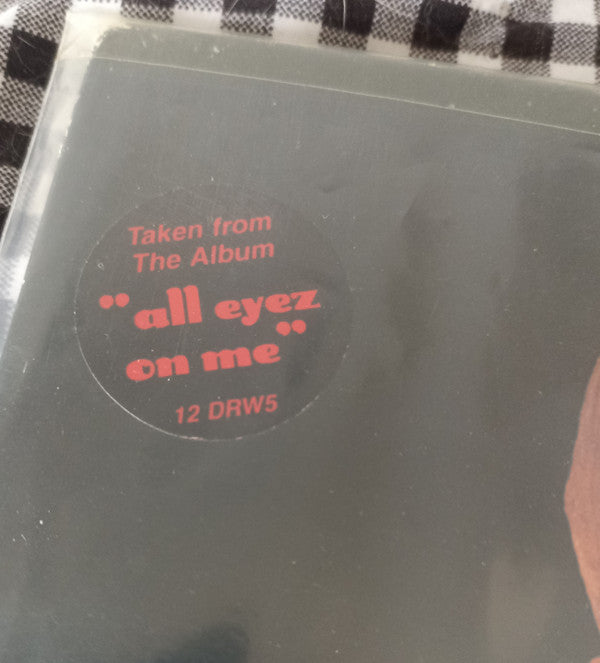 Taken from
The Album
"all eyez
on me"
12 DRW5